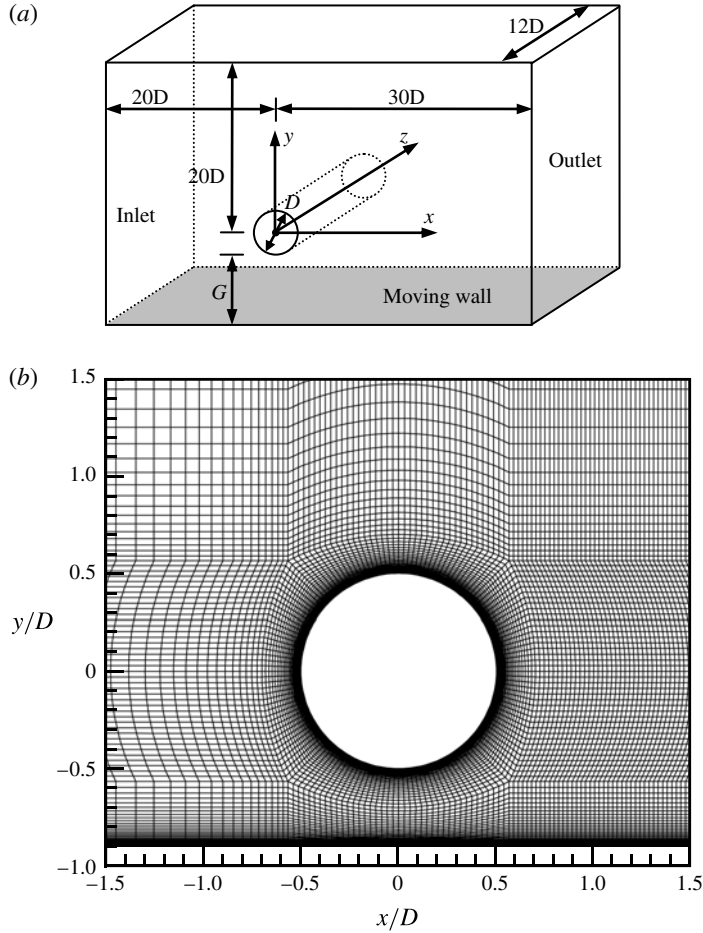 (a)
12D
20D
30D
y
z
20D
D
Outlet
Inlet
x
G
Moving wall
(b)
1.5
1.0
0.5
y/D
0
–0.5
–1.0
–1.5
–1.0
–0.5
0
0.5
1.0
1.5
x/D